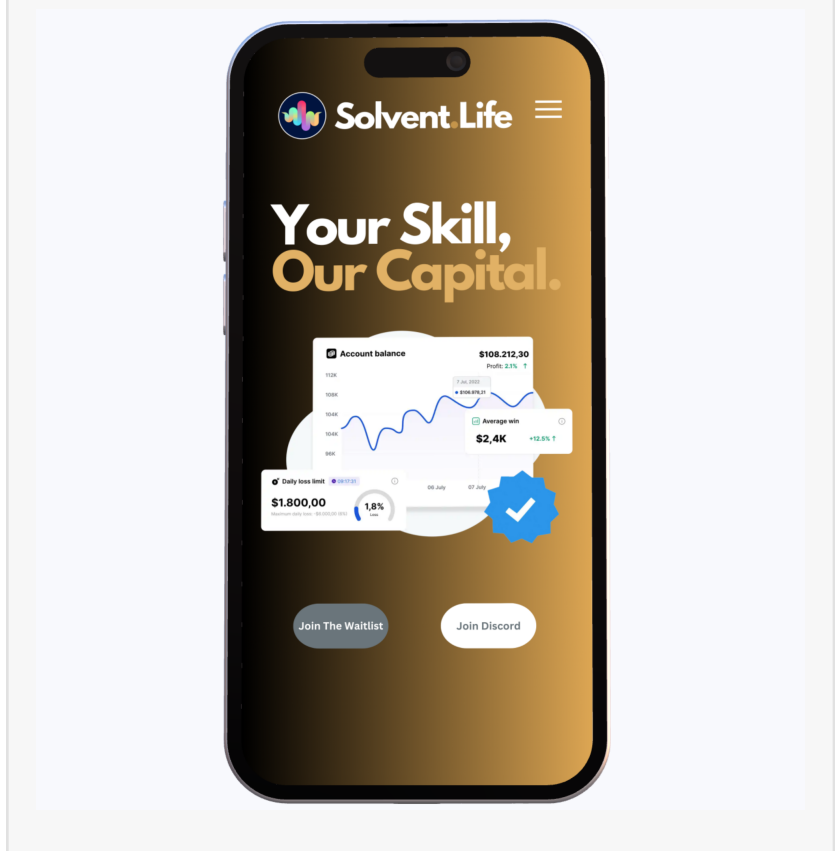 Solvent.Life
Your Skill,
Our Capital.
Account balance
$108.212,30
Profit: 2.1% ↑
112K
7 Jul, 2022
108K
$106.978,21
104K
Average win
104K
$2,4K
+12.5% ↑
96K
Daily loss limit
06 July
07 July
$1.800,00
1,8%
Loss
Join The Waitlist
Join Discord